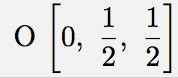 O [0, 1/2, 1/2]